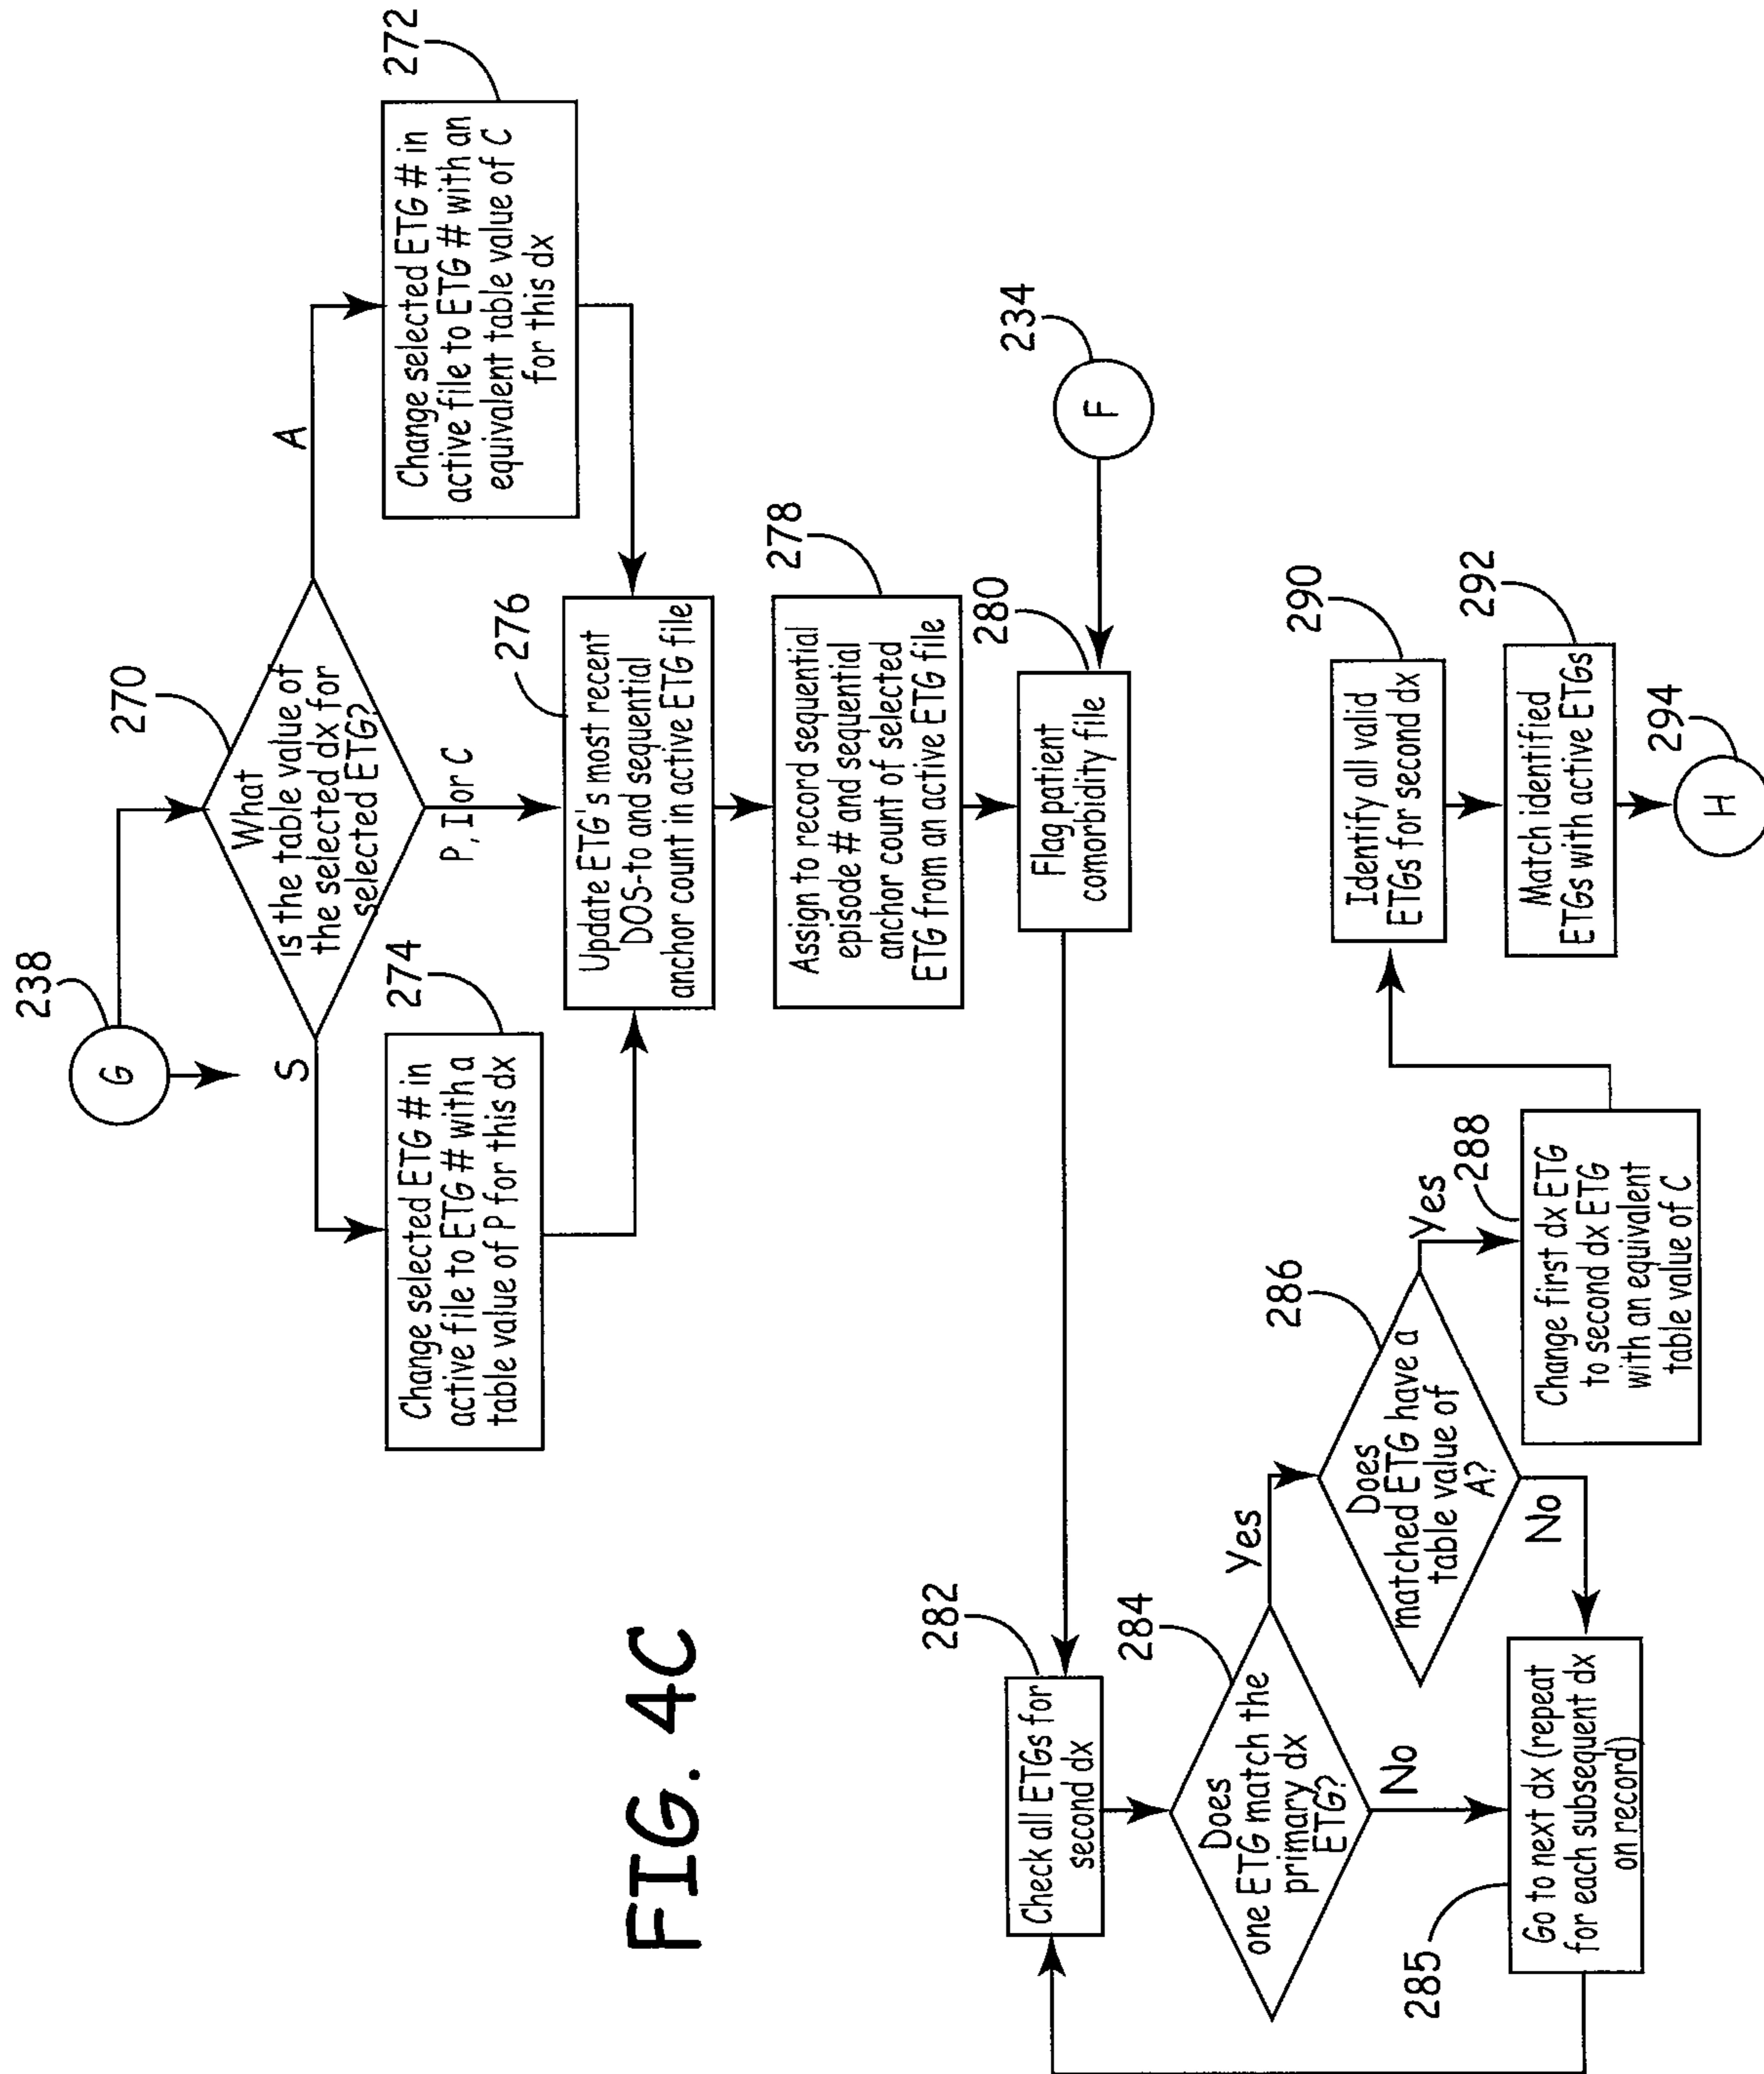 238
G
270
What
is the table value of
the selected dx for
selected ETG?
S
A
P, I or C
274
Change selected ETG # in
active file to ETG # with a
table value of P for this dx
272
Change selected ETG # in
active file to ETG # with an
equivalent table value of C
for this dx
276
Update ETG's most recent
DOS-to and sequential
anchor count in active ETG file
278
Assign to record sequential
episode # and sequential
anchor count of selected
ETG from an active ETG file
280
Flag patient
comorbidity file
234
F
FIG. 4C
282
Check all ETGs for
second dx
284
Does
one ETG match the
primary dx
ETG?
Yes
No
285
Go to next dx (repeat
for each subsequent dx
on record)
286
Does
matched ETG have a
table value of
A?
Yes
No
288
Change first dx ETG
to second dx ETG
with an equivalent
table value of C
290
Identify all valid
ETGs for second dx
292
Match identified
ETGs with active ETGs
294
H